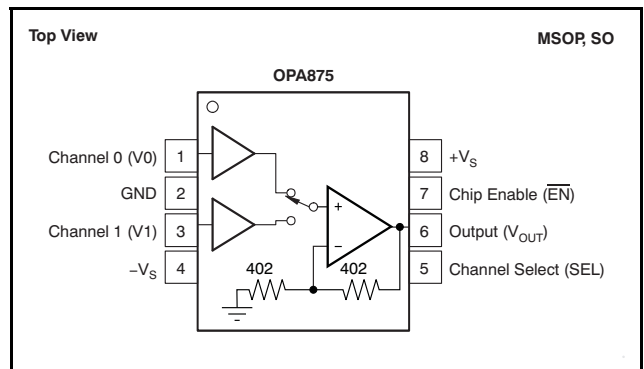 Top View
MSOP, SO
OPA875
Channel 0 (V0) 1
8 +VS
GND 2
7 Chip Enable (EN)
Channel 1 (V1) 3
6 Output (VOUT)
−VS 4
5 Channel Select (SEL)
+
−
402 402